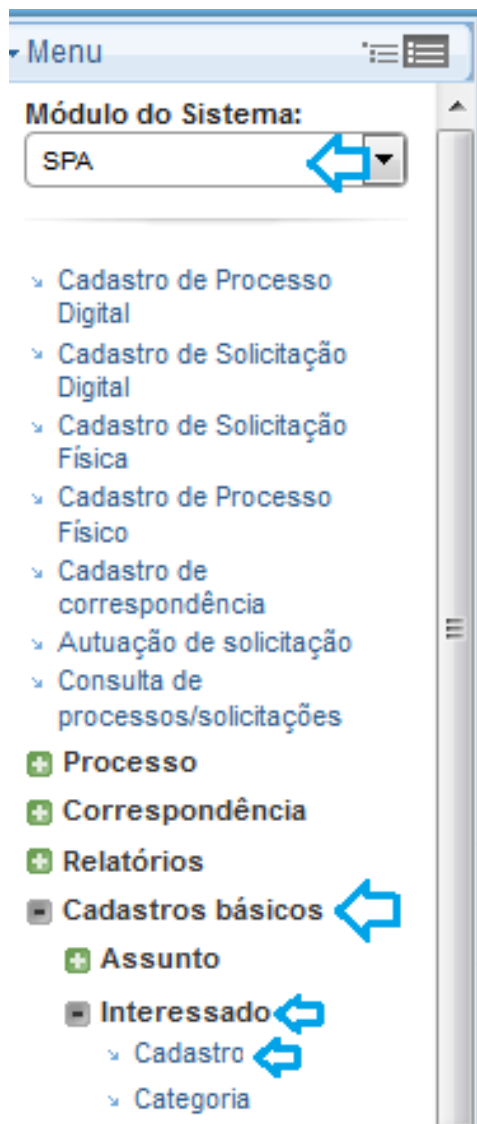 Menu
Módulo do Sistema:
SPA
Cadastro de Processo
Digital
Cadastro de Solicitação
Digital
Cadastro de Solicitação
Física
Cadastro de Processo
Físico
Cadastro de
correspondência
Autuação de solicitação
Consulta de
processos/solicitações
Processo
Correspondência
Relatórios
Cadastros básicos
Assunto
Interessado
Cadastro
Categoria